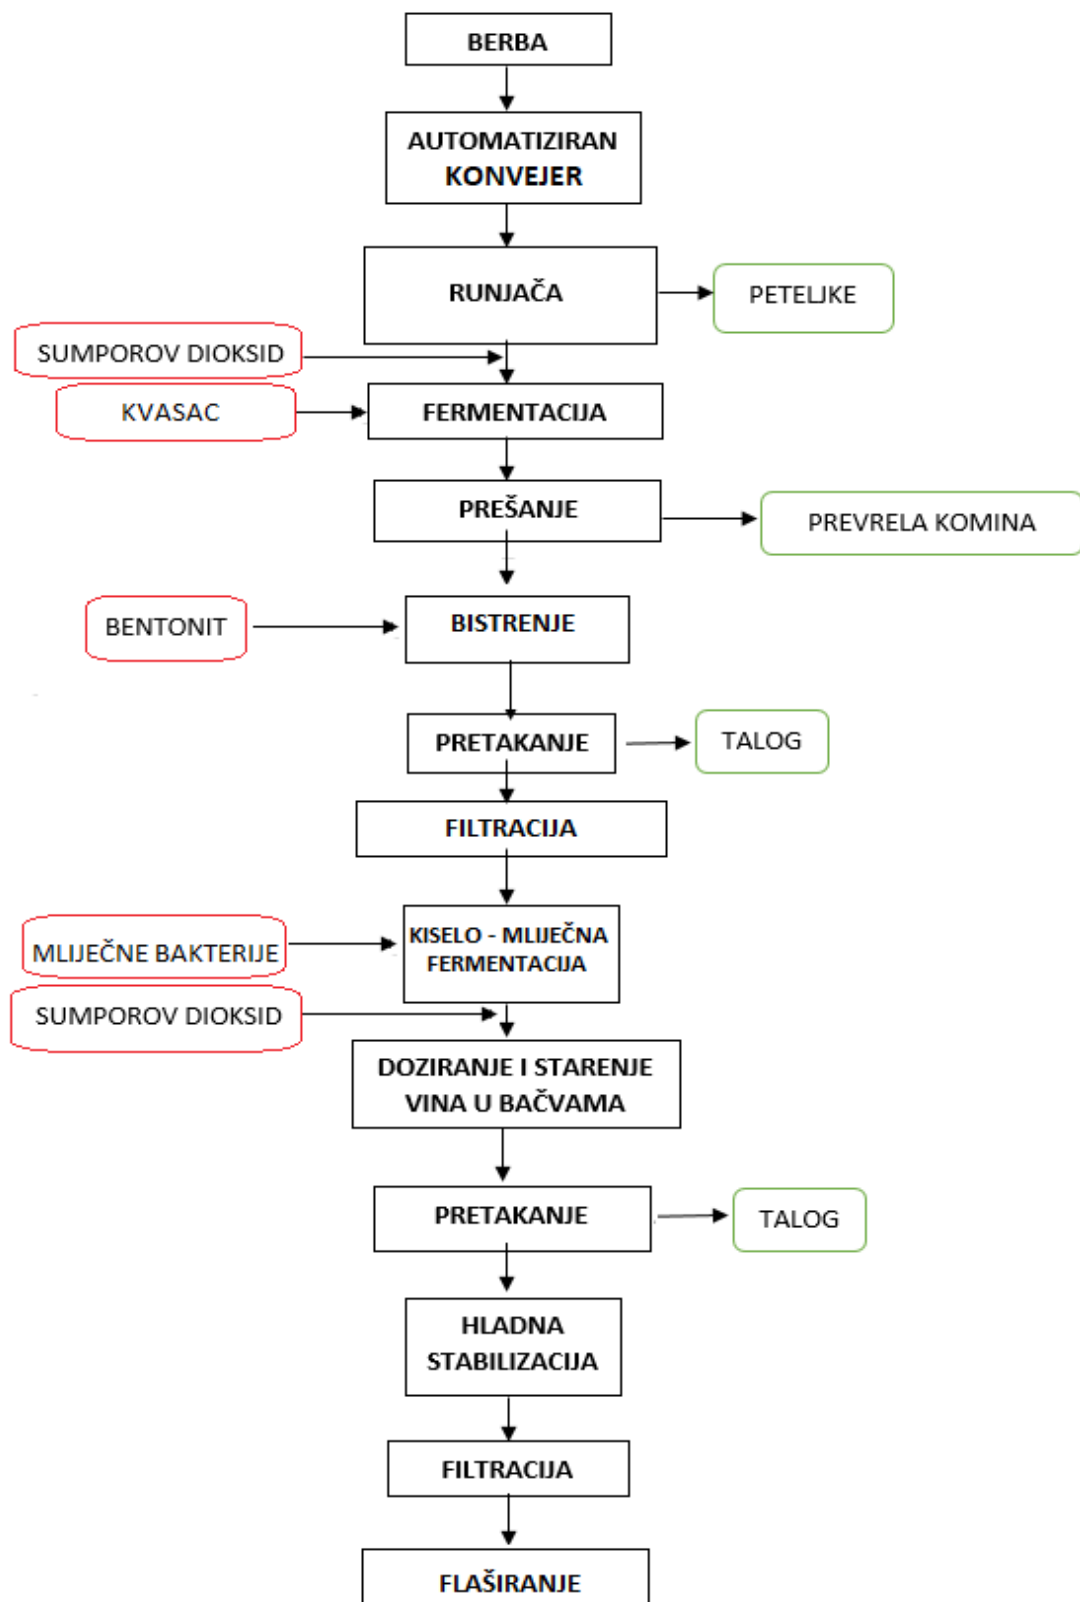 BERBA
AUTOMATIZIRAN
KONVEJER
RUNJAČA
PETELJKE
SUMPOROV DIOKSID
KVASAC
FERMENTACIJA
PREŠANJE
PREVRELA KOMINA
BENTONIT
BISTRENJE
PRETAKANJE
TALOG
FILTRACIJA
MLIJEČNE BAKTERIJE
KISELO - MLIJEČNA
FERMENTACIJA
SUMPOROV DIOKSID
DOZIRANJE I STARENJE
VINA U BAČVAMA
PRETAKANJE
TALOG
HLADNA
STABILIZACIJA
FILTRACIJA
FLAŠIRANJE